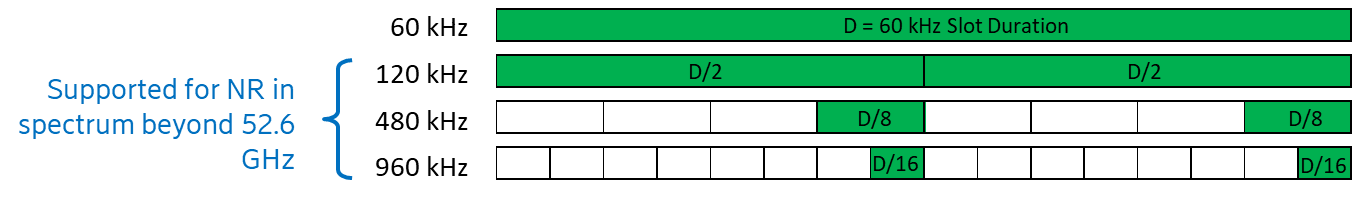 60 kHz
D = 60 kHz Slot Duration
120 kHz
D/2
D/2
Supported for NR in
spectrum beyond 52.6
GHz
480 kHz
D/8
D/8
960 kHz
D/16
D/16